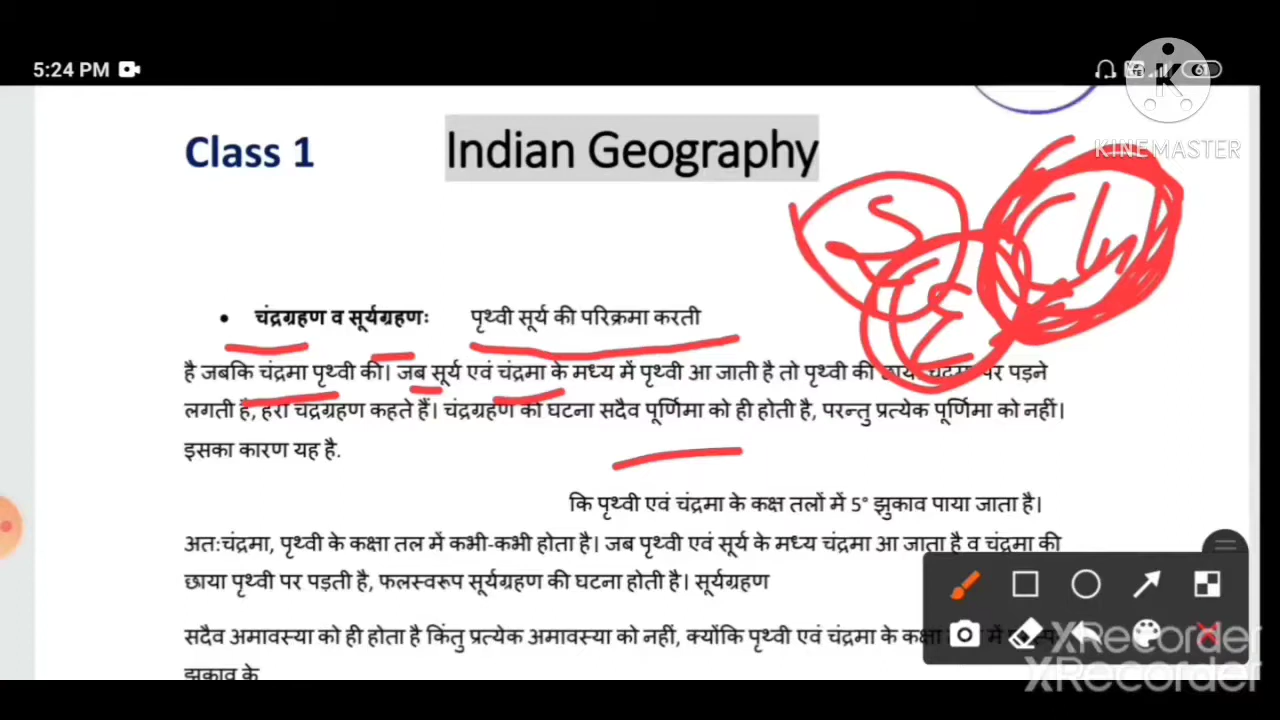 5:24 PM
61
KINEMASTER
Class 1 Indian Geography
S
E
• चंद्रग्रहण व सूर्यग्रहणः पृथ्वी सूर्य की परिक्रमा करती
है जबकि चंद्रमा पृथ्वी की। जब सूर्य एवं चंद्रमा के मध्य में पृथ्वी आ जाती है तो पृथ्वी की छाया चंद्रमा पर पड़ने
लगती है, चंद्रग्रहण कहते हैं। चंद्रग्रहण की घटना सदैव पूर्णिमा को ही होती है, परन्तु प्रत्येक पूर्णिमा को नहीं।
इसका कारण यह है.
कि पृथ्वी एवं चंद्रमा के कक्ष तलों में 5° झुकाव पाया जाता है।
अतःचंद्रमा, पृथ्वी के कक्षा तल में कभी-कभी होता है। जब पृथ्वी एवं सूर्य के मध्य चंद्रमा आ जाता है व चंद्रमा की
छाया पृथ्वी पर पड़ती है, फलस्वरूप सूर्यग्रहण की घटना होती है। सूर्यग्रहण
सदैव अमावस्या को ही होता है किंतु प्रत्येक अमावस्या को नहीं, क्योंकि पृथ्वी एवं चंद्रमा के कक्षा में
झुकाव के
XRecorder
XRecorder